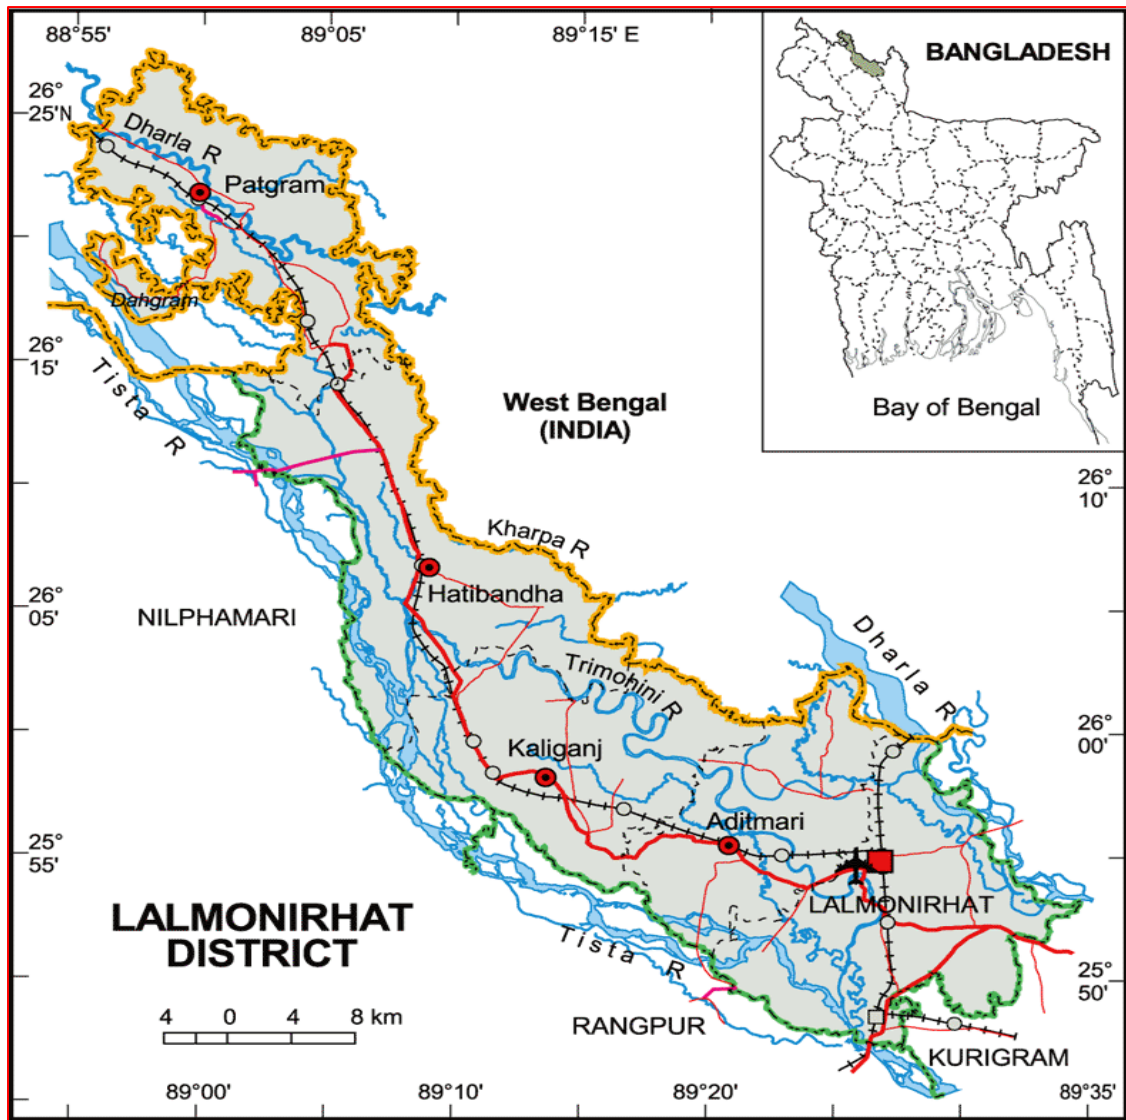 88°55'
89°05'
89°15' E
26°
25'N
BANGLADESH
Dharla R
Patgram
Dahgram
26°
15'
Tista R
West Bengal
(INDIA)
Bay of Bengal
26°
10'
Kharpa R
Hatibandha
26°
05'
NILPHAMARI
Dharla R
Trimohini R
26°
00'
Kaliganj
Aditmari
25°
55'
LALMONIRHAT
LALMONIRHAT
DISTRICT
Tista R
25°
50'
4 0 4 8 km
RANGPUR
KURIGRAM
89°00'
89°10'
89°20'
89°35'